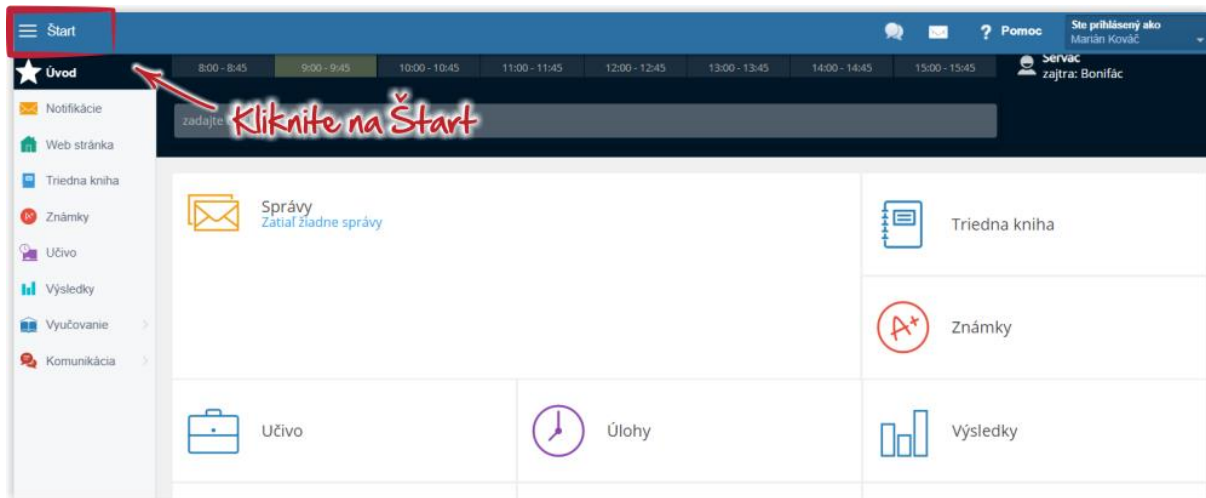 Štart
? Pomoc
Ste prihlásený ako
Marián Kováč
Úvod
8:00 - 8:45 9:00 - 9:45 10:00 - 10:45 11:00 - 11:45 12:00 - 12:45 13:00 - 13:45 14:00 - 14:45 15:00 - 15:45
Servác
zajtra: Bonifác
zadajte
Kliknite na Štart
Notifikácie
Web stránka
Triedna kniha
Známky
Učivo
Výsledky
Vyučovanie
Komunikácia
Správy
Zatiaľ žiadne správy
Triedna kniha
A+
Známky
Učivo
Úlohy
Výsledky